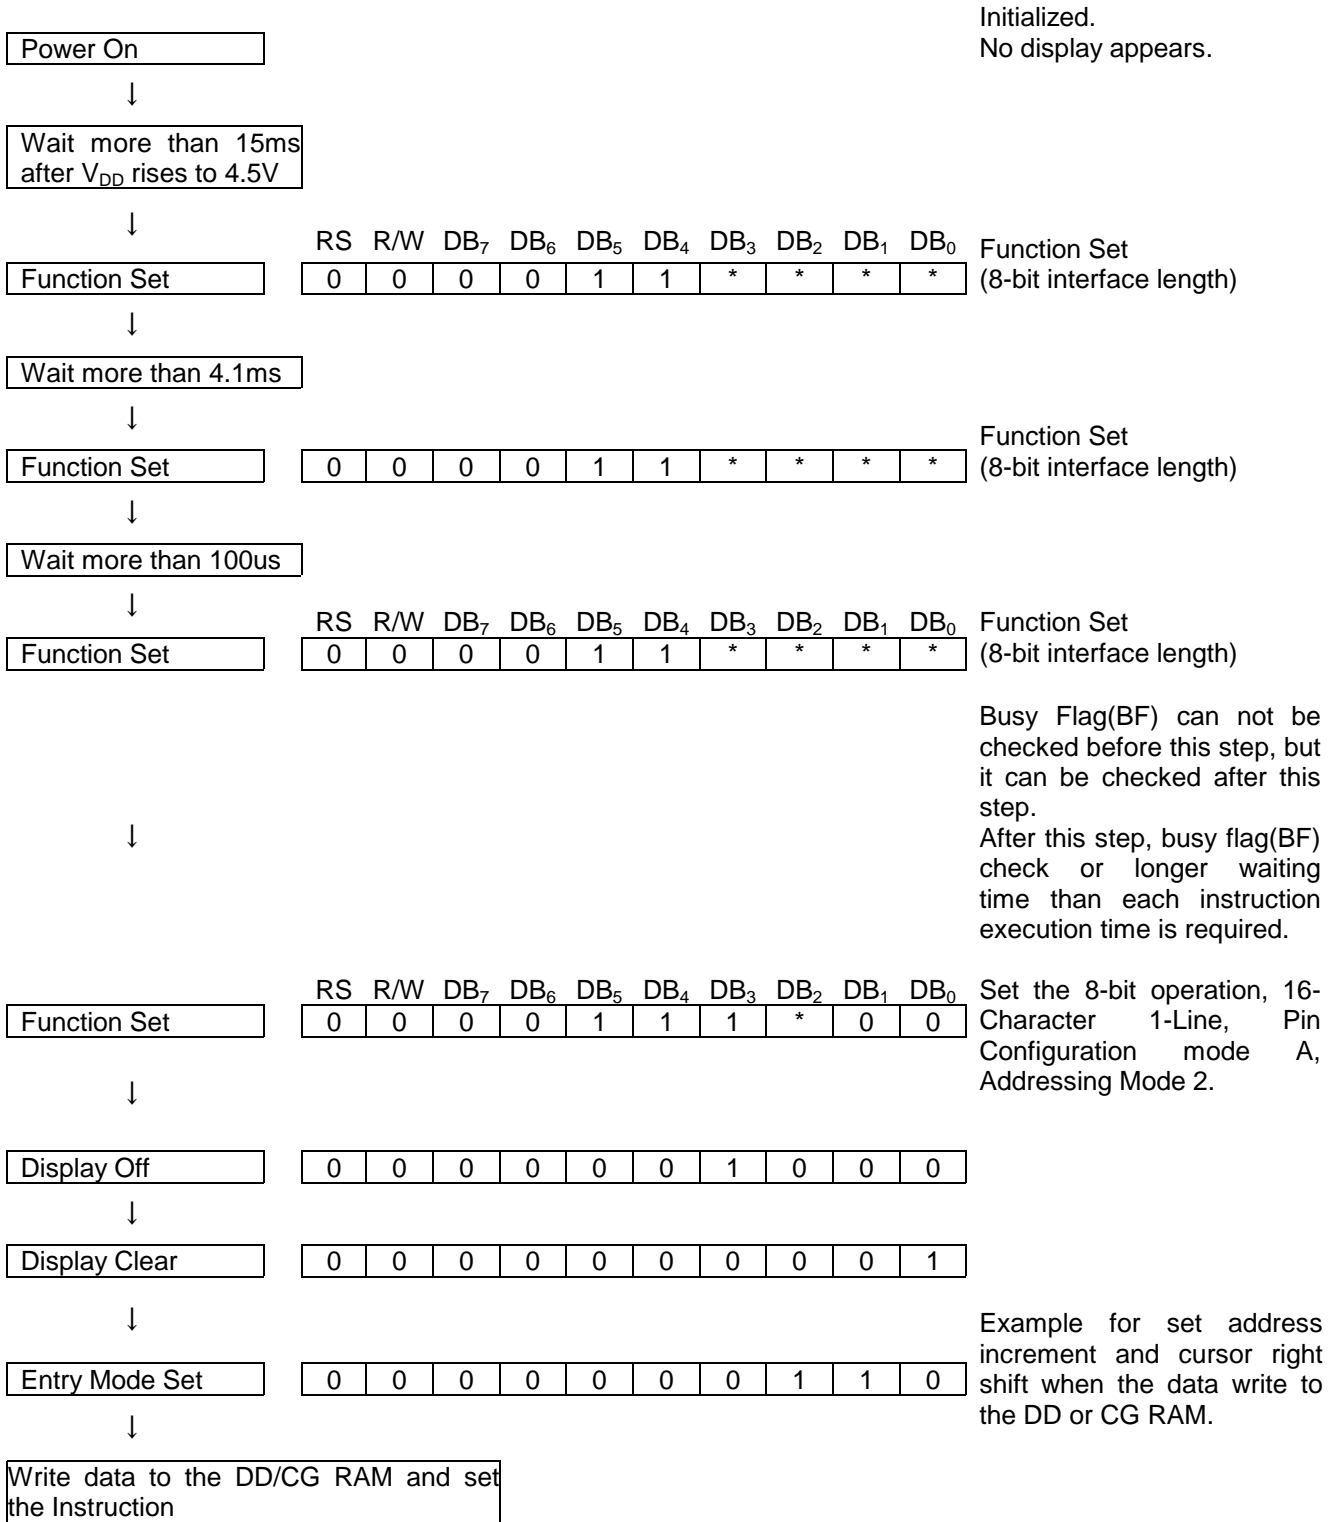 Initialized.
Power On
No display appears.
↓
Wait more than 15ms
after VDD rises to 4.5V
↓
RS R/W DB7 DB6 DB5 DB4 DB3 DB2 DB1 DB0
Function Set
Function Set 0 0 0 0 1 1 * * * *
(8-bit interface length)
↓
Wait more than 4.1ms
↓
Function Set
Function Set 0 0 0 0 1 1 * * * *
(8-bit interface length)
↓
Wait more than 100us
↓
RS R/W DB7 DB6 DB5 DB4 DB3 DB2 DB1 DB0
Function Set
Function Set 0 0 0 0 1 1 * * * *
(8-bit interface length)
Busy Flag(BF) can not be
checked before this step, but
it can be checked after this
step.
↓
After this step, busy flag(BF)
check or longer waiting
time than each instruction
execution time is required.
RS R/W DB7 DB6 DB5 DB4 DB3 DB2 DB1 DB0
Function Set 0 0 0 0 1 1 1 * 0 0
Set the 8-bit operation, 16-
Character 1-Line, Pin
Configuration mode A,
Addressing Mode 2.
↓
Display Off 0 0 0 0 0 0 1 0 0 0
↓
Display Clear 0 0 0 0 0 0 0 0 0 1
↓
Entry Mode Set 0 0 0 0 0 0 0 1 1 0
Example for set address
increment and cursor right
shift when the data write to
the DD or CG RAM.
↓
Write data to the DD/CG RAM and set
the Instruction